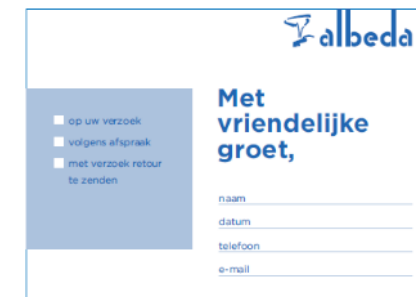 albeda
op uw verzoek
volgens afspraak
met verzoek retour
te zenden
Met
vriendelijke
groet,
naam
datum
telefoon
e-mail